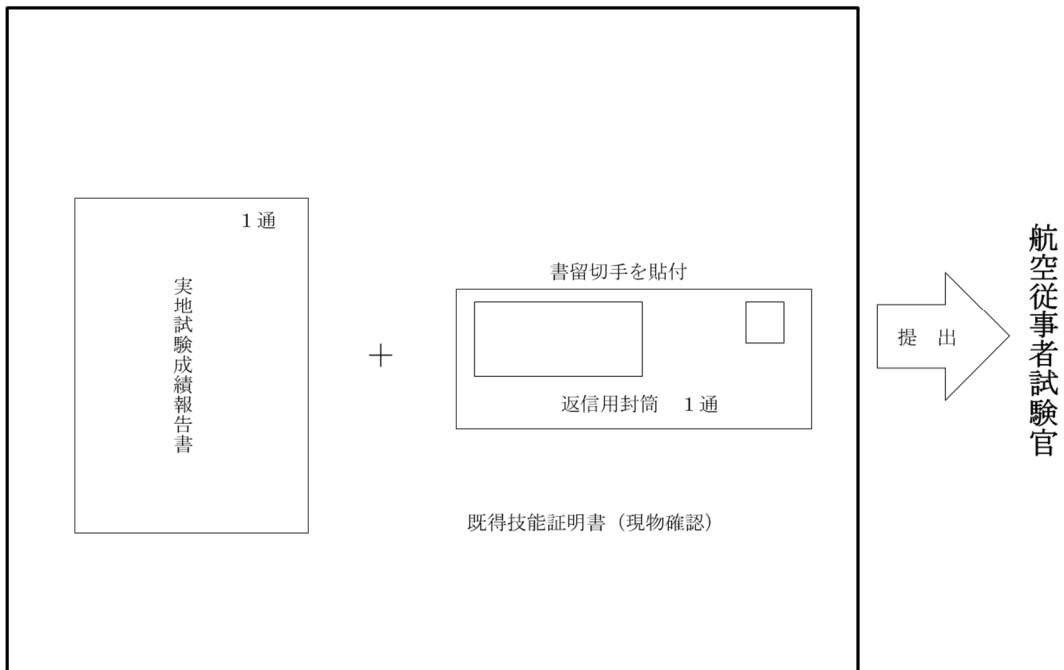 １通
実地試験成績報告書
＋
書留切手を貼付
返信用封筒　１通
既得技能証明書（現物確認）
提　出
航空従事者試験官